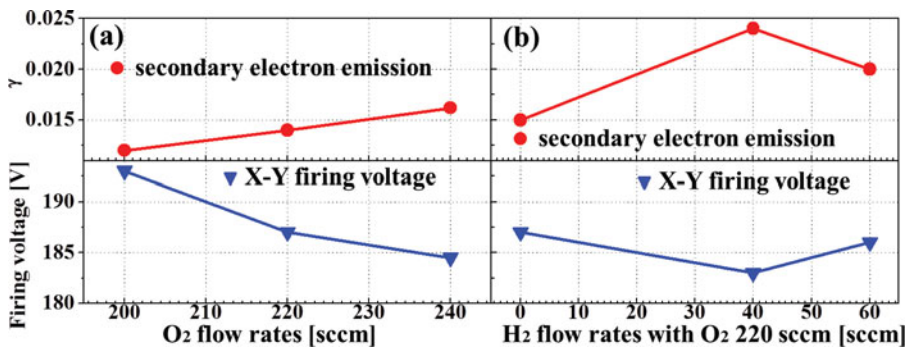 0.025
0.020
0.015
γ
(a)
secondary electron emission
(b)
secondary electron emission
190
185
180
Firing voltage [V]
X-Y firing voltage
X-Y firing voltage
200 210 220 230 240
0 10 20 30 40 50 60
O₂ flow rates [sccm]
H₂ flow rates with O₂ 220 sccm [sccm]